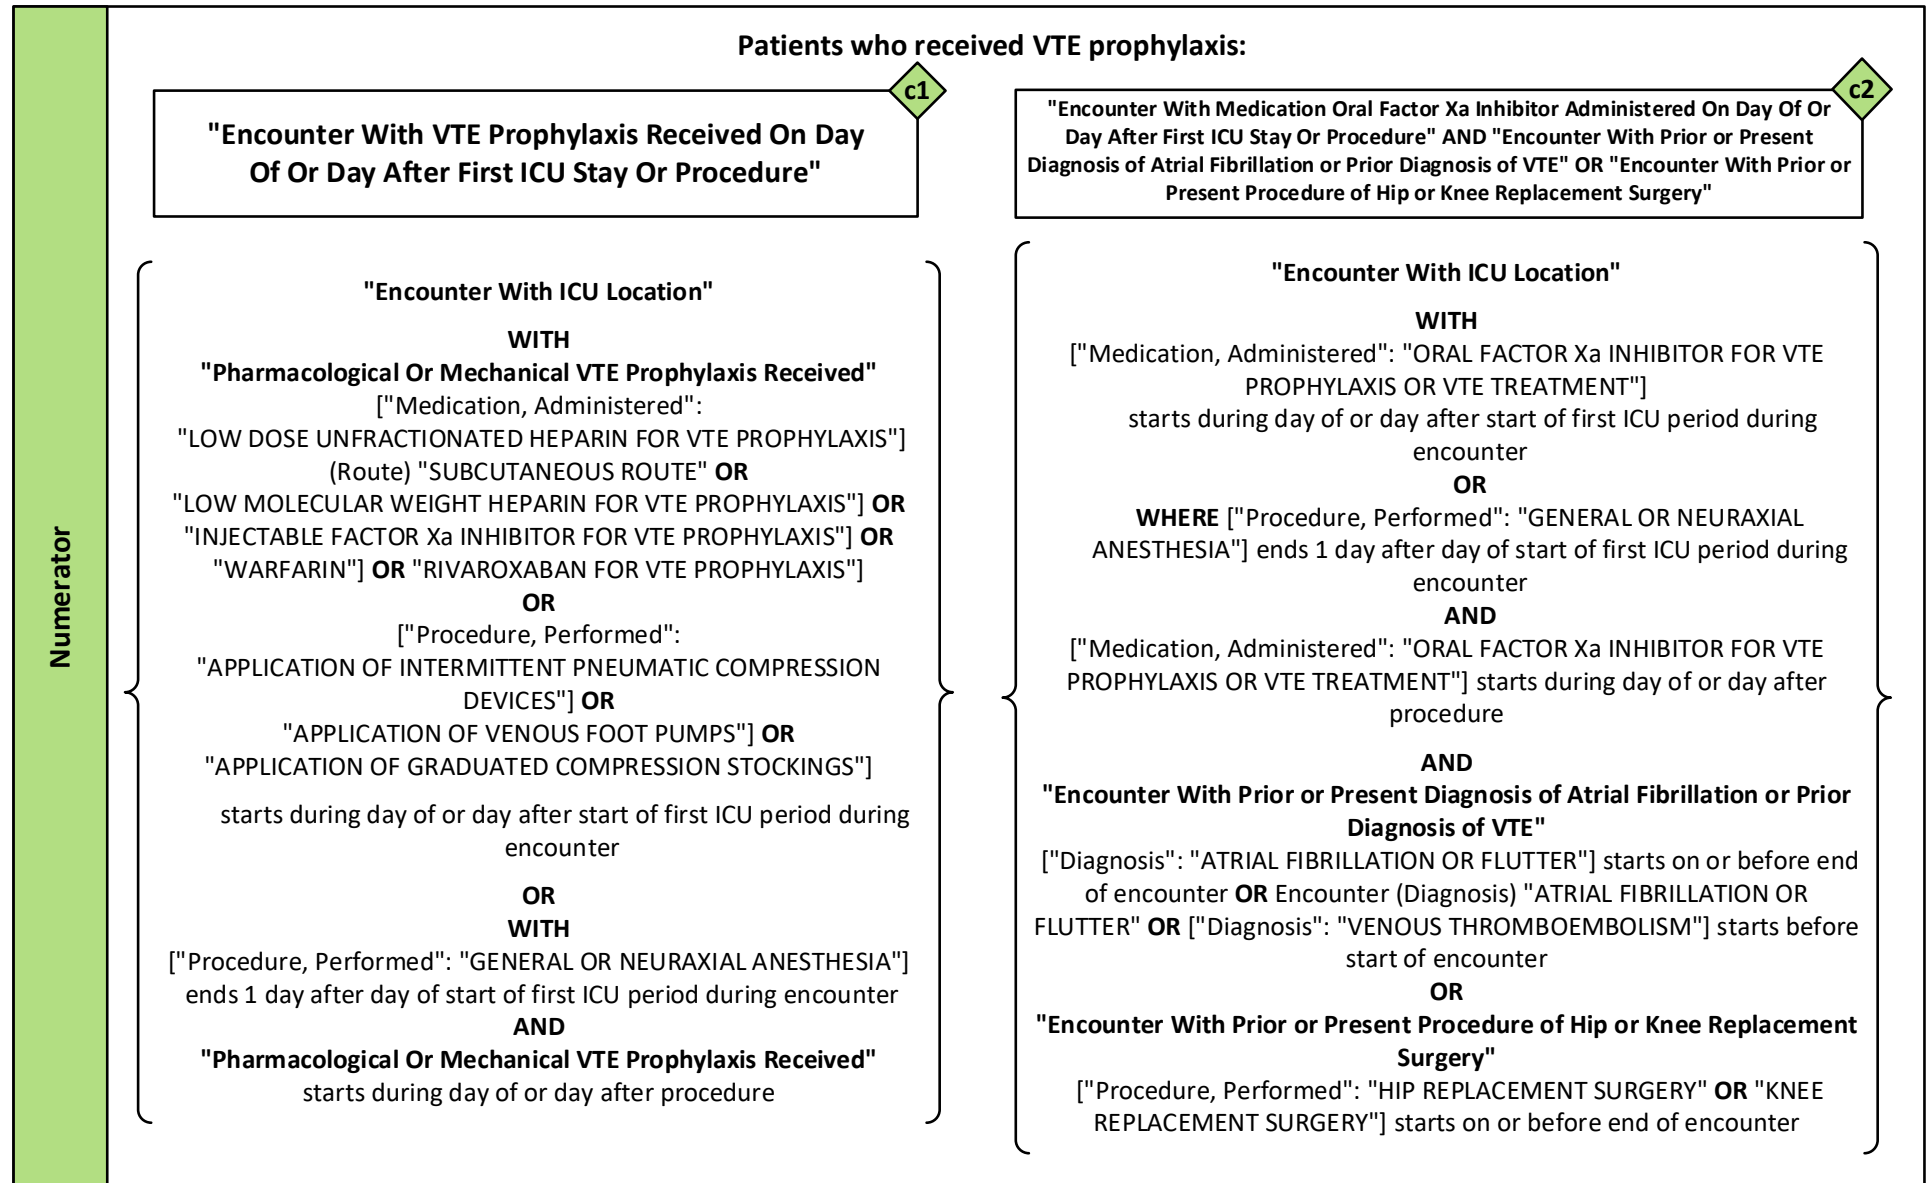 Numerator
Patients who received VTE prophylaxis:
c1
"Encounter With VTE Prophylaxis Received On Day
Of Or Day After First ICU Stay Or Procedure"
"Encounter With ICU Location"
WITH
"Pharmacological Or Mechanical VTE Prophylaxis Received"
["Medication, Administered":
"LOW DOSE UNFRACTIONATED HEPARIN FOR VTE PROPHYLAXIS"]
(Route) "SUBCUTANEOUS ROUTE" OR
"LOW MOLECULAR WEIGHT HEPARIN FOR VTE PROPHYLAXIS"] OR
"INJECTABLE FACTOR Xa INHIBITOR FOR VTE PROPHYLAXIS"] OR
"WARFARIN"] OR "RIVAROXABAN FOR VTE PROPHYLAXIS"]
OR
["Procedure, Performed":
"APPLICATION OF INTERMITTENT PNEUMATIC COMPRESSION
DEVICES"] OR
"APPLICATION OF VENOUS FOOT PUMPS"] OR
"APPLICATION OF GRADUATED COMPRESSION STOCKINGS"]
starts during day of or day after start of first ICU period during
encounter
OR
WITH
["Procedure, Performed": "GENERAL OR NEURAXIAL ANESTHESIA"]
ends 1 day after day of start of first ICU period during encounter
AND
"Pharmacological Or Mechanical VTE Prophylaxis Received"
starts during day of or day after procedure
c2
"Encounter With Medication Oral Factor Xa Inhibitor Administered On Day Of Or
Day After First ICU Stay Or Procedure" AND "Encounter With Prior or Present
Diagnosis of Atrial Fibrillation or Prior Diagnosis of VTE" OR "Encounter With Prior or
Present Procedure of Hip or Knee Replacement Surgery"
"Encounter With ICU Location"
WITH
["Medication, Administered": "ORAL FACTOR Xa INHIBITOR FOR VTE
PROPHYLAXIS OR VTE TREATMENT"]
starts during day of or day after start of first ICU period during
encounter
OR
WHERE ["Procedure, Performed": "GENERAL OR NEURAXIAL
ANESTHESIA"] ends 1 day after day of start of first ICU period during
encounter
AND
["Medication, Administered": "ORAL FACTOR Xa INHIBITOR FOR VTE
PROPHYLAXIS OR VTE TREATMENT"] starts during day of or day after
procedure
AND
"Encounter With Prior or Present Diagnosis of Atrial Fibrillation or Prior
Diagnosis of VTE"
["Diagnosis": "ATRIAL FIBRILLATION OR FLUTTER"] starts on or before end
of encounter OR Encounter (Diagnosis) "ATRIAL FIBRILLATION OR
FLUTTER" OR ["Diagnosis": "VENOUS THROMBOEMBOLISM"] starts before
start of encounter
OR
"Encounter With Prior or Present Procedure of Hip or Knee Replacement
Surgery"
["Procedure, Performed": "HIP REPLACEMENT SURGERY" OR "KNEE
REPLACEMENT SURGERY"] starts on or before end of encounter